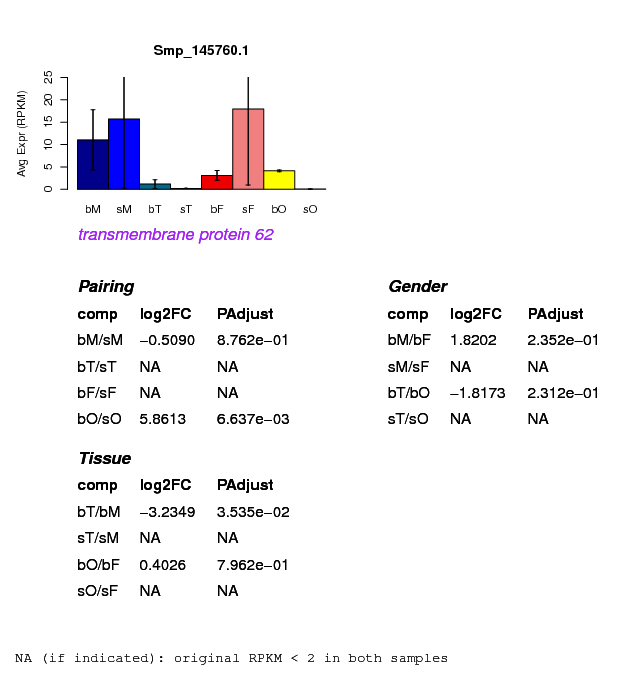 Smp_145760.1
Avg Expr (RPKM)
25
20
15
10
5
0
bM sM bT sT bF sF bO sO
transmembrane protein 62
Pairing
comp log2FC PAdjust
bM/sM −0.5090 8.762e−01
bT/sT NA NA
bF/sF NA NA
bO/sO 5.8613 6.637e−03
Gender
comp log2FC PAdjust
bM/bF 1.8202 2.352e−01
sM/sF NA NA
bT/bO −1.8173 2.312e−01
sT/sO NA NA
Tissue
comp log2FC PAdjust
bT/bM −3.2349 3.535e−02
sT/sM NA NA
bO/bF 0.4026 7.962e−01
sO/sF NA NA
NA (if indicated): original RPKM < 2 in both samples